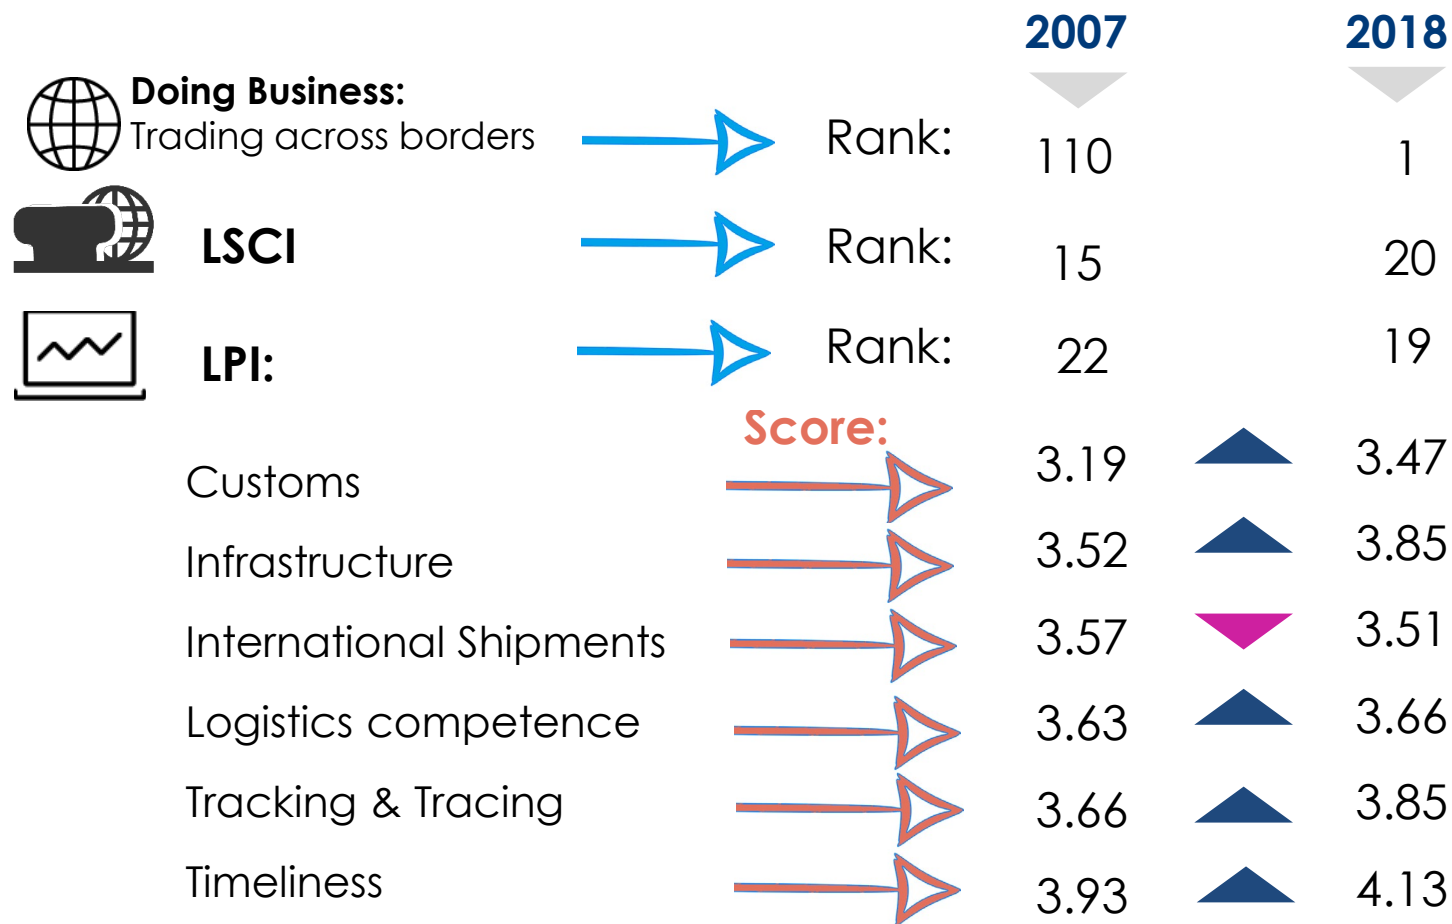 2007 2018
Doing Business:
Trading across borders Rank: 110 1
LSCI Rank: 15 20
LPI: Rank: 22 19
Score:
Customs 3.19 3.47
Infrastructure 3.52 3.85
International Shipments 3.57 3.51
Logistics competence 3.63 3.66
Tracking & Tracing 3.66 3.85
Timeliness 3.93 4.13